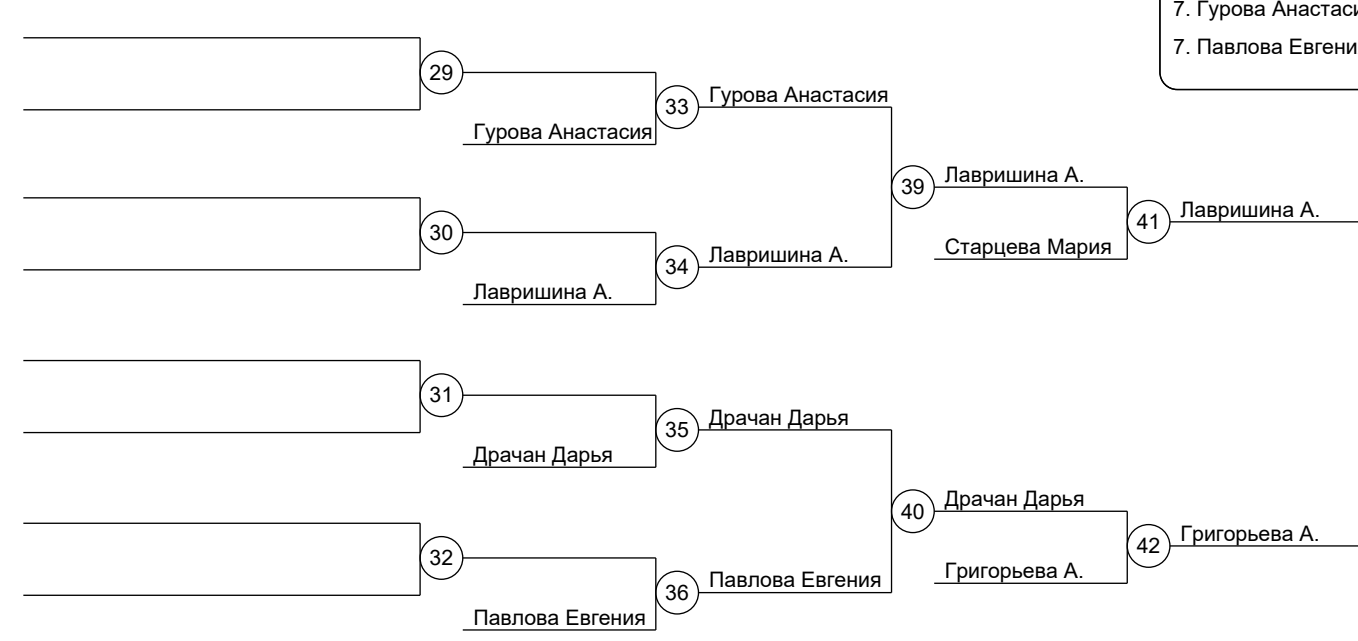 7. Гурова Анастаси
7. Павлова Евгени
29
33
Гурова Анастасия
Гурова Анастасия
39
Лавришина А.
30
34
Лавришина А.
Лавришина А.
41
Лавришина А.
Старцева Мария
31
35
Драчан Дарья
Драчан Дарья
40
Драчан Дарья
32
36
Павлова Евгения
Павлова Евгения
42
Григорьева А.
Григорьева А.